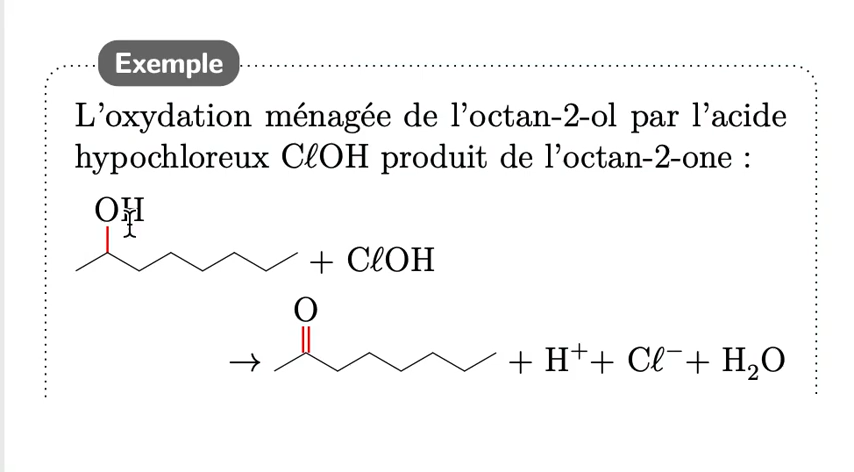 Exemple
L'oxydation ménagée de l'octan-2-ol par l'acide
hypochloreux CℓOH produit de l'octan-2-one :
OH
+ CℓOH
O
→ + H⁺+ Cℓ⁻+ H₂O